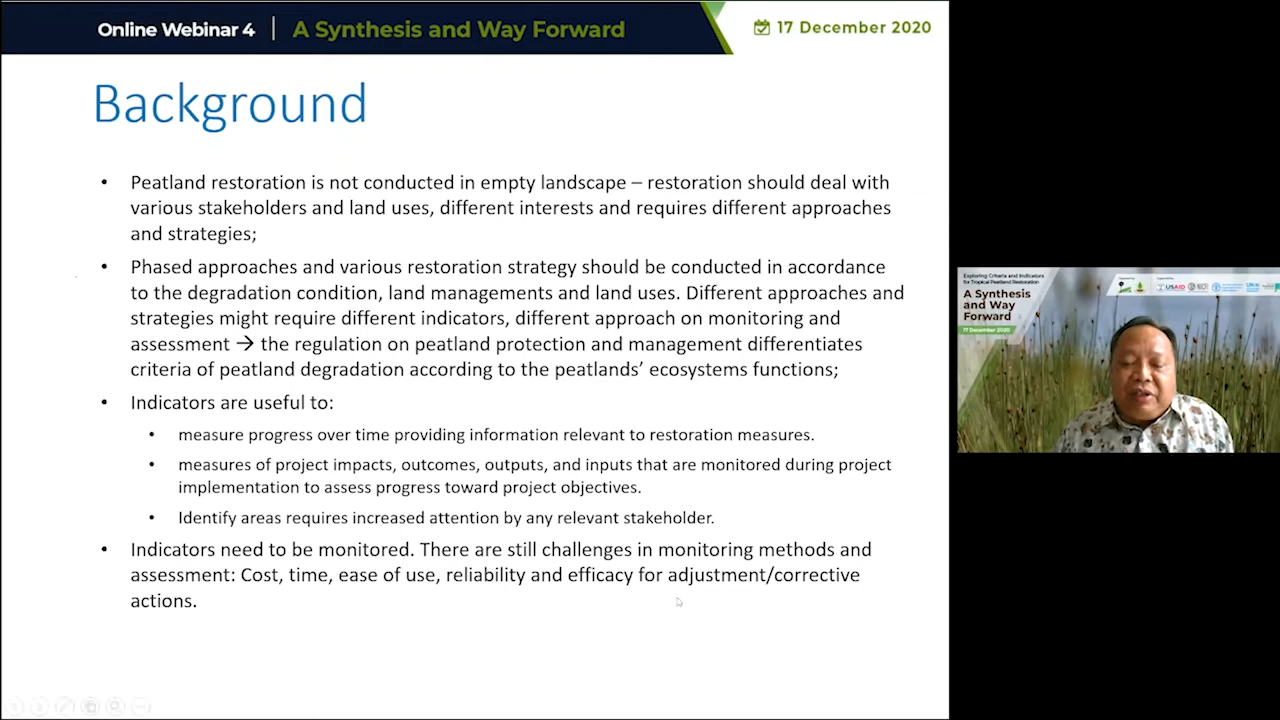 Online Webinar 4 | A Synthesis and Way Forward
17 December 2020
Background
• Peatland restoration is not conducted in empty landscape – restoration should deal with
various stakeholders and land uses, different interests and requires different approaches
and strategies;
• Phased approaches and various restoration strategy should be conducted in accordance
to the degradation condition, land managements and land uses. Different approaches and
strategies might require different indicators, different approach on monitoring and
assessment → the regulation on peatland protection and management differentiates
criteria of peatland degradation according to the peatlands’ ecosystems functions;
• Indicators are useful to:
• measure progress over time providing information relevant to restoration measures.
• measures of project impacts, outcomes, outputs, and inputs that are monitored during project
implementation to assess progress toward project objectives.
• Identify areas requires increased attention by any relevant stakeholder.
• Indicators need to be monitored. There are still challenges in monitoring methods and
assessment: Cost, time, ease of use, reliability and efficacy for adjustment/corrective
actions.
Exploring Criteria and Indicators
for Tropical Peatland Restoration
A Synthesis
and Way
Forward
17 December 2020
USAID